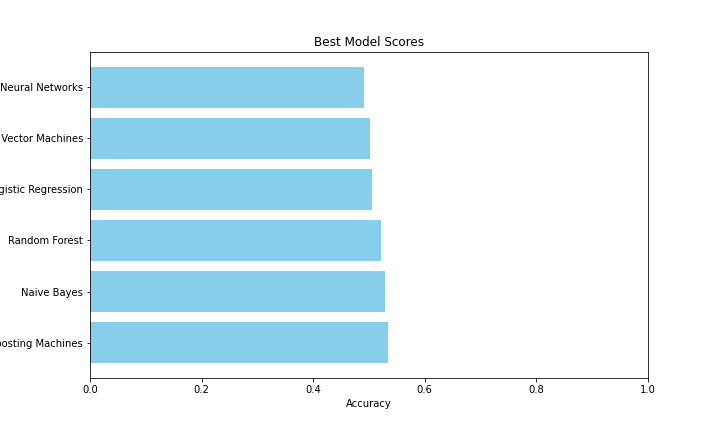 Best Model Scores
Neural Networks
Vector Machines
gistic Regression
Random Forest
Naive Bayes
osting Machines
0.0 0.2 0.4 0.6 0.8 1.0
Accuracy